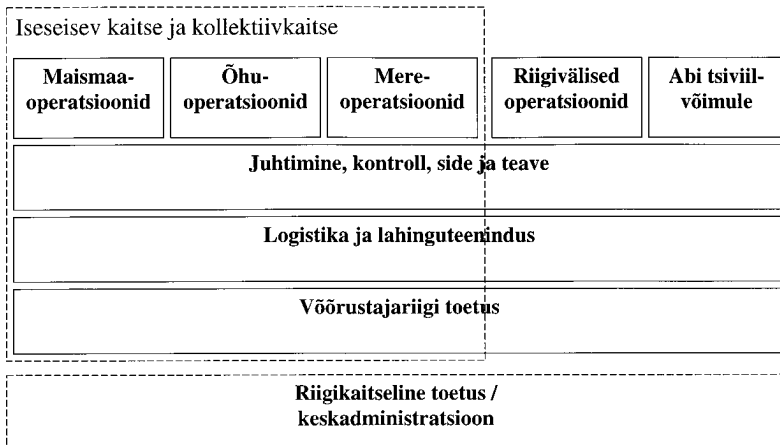 Iseseisev kaitse ja kollektiivkaitse
Maismaa-
operatsioonid
Õhu-
operatsioonid
Mere-
operatsioonid
Riigivälised
operatsioonid
Abi tsiviil-
võimule
Juhtimine, kontroll, side ja teave
Logistika ja lahinguteenindus
Võõrustajariigi toetus
Riigikaitseline toetus /
keskadministratsioon